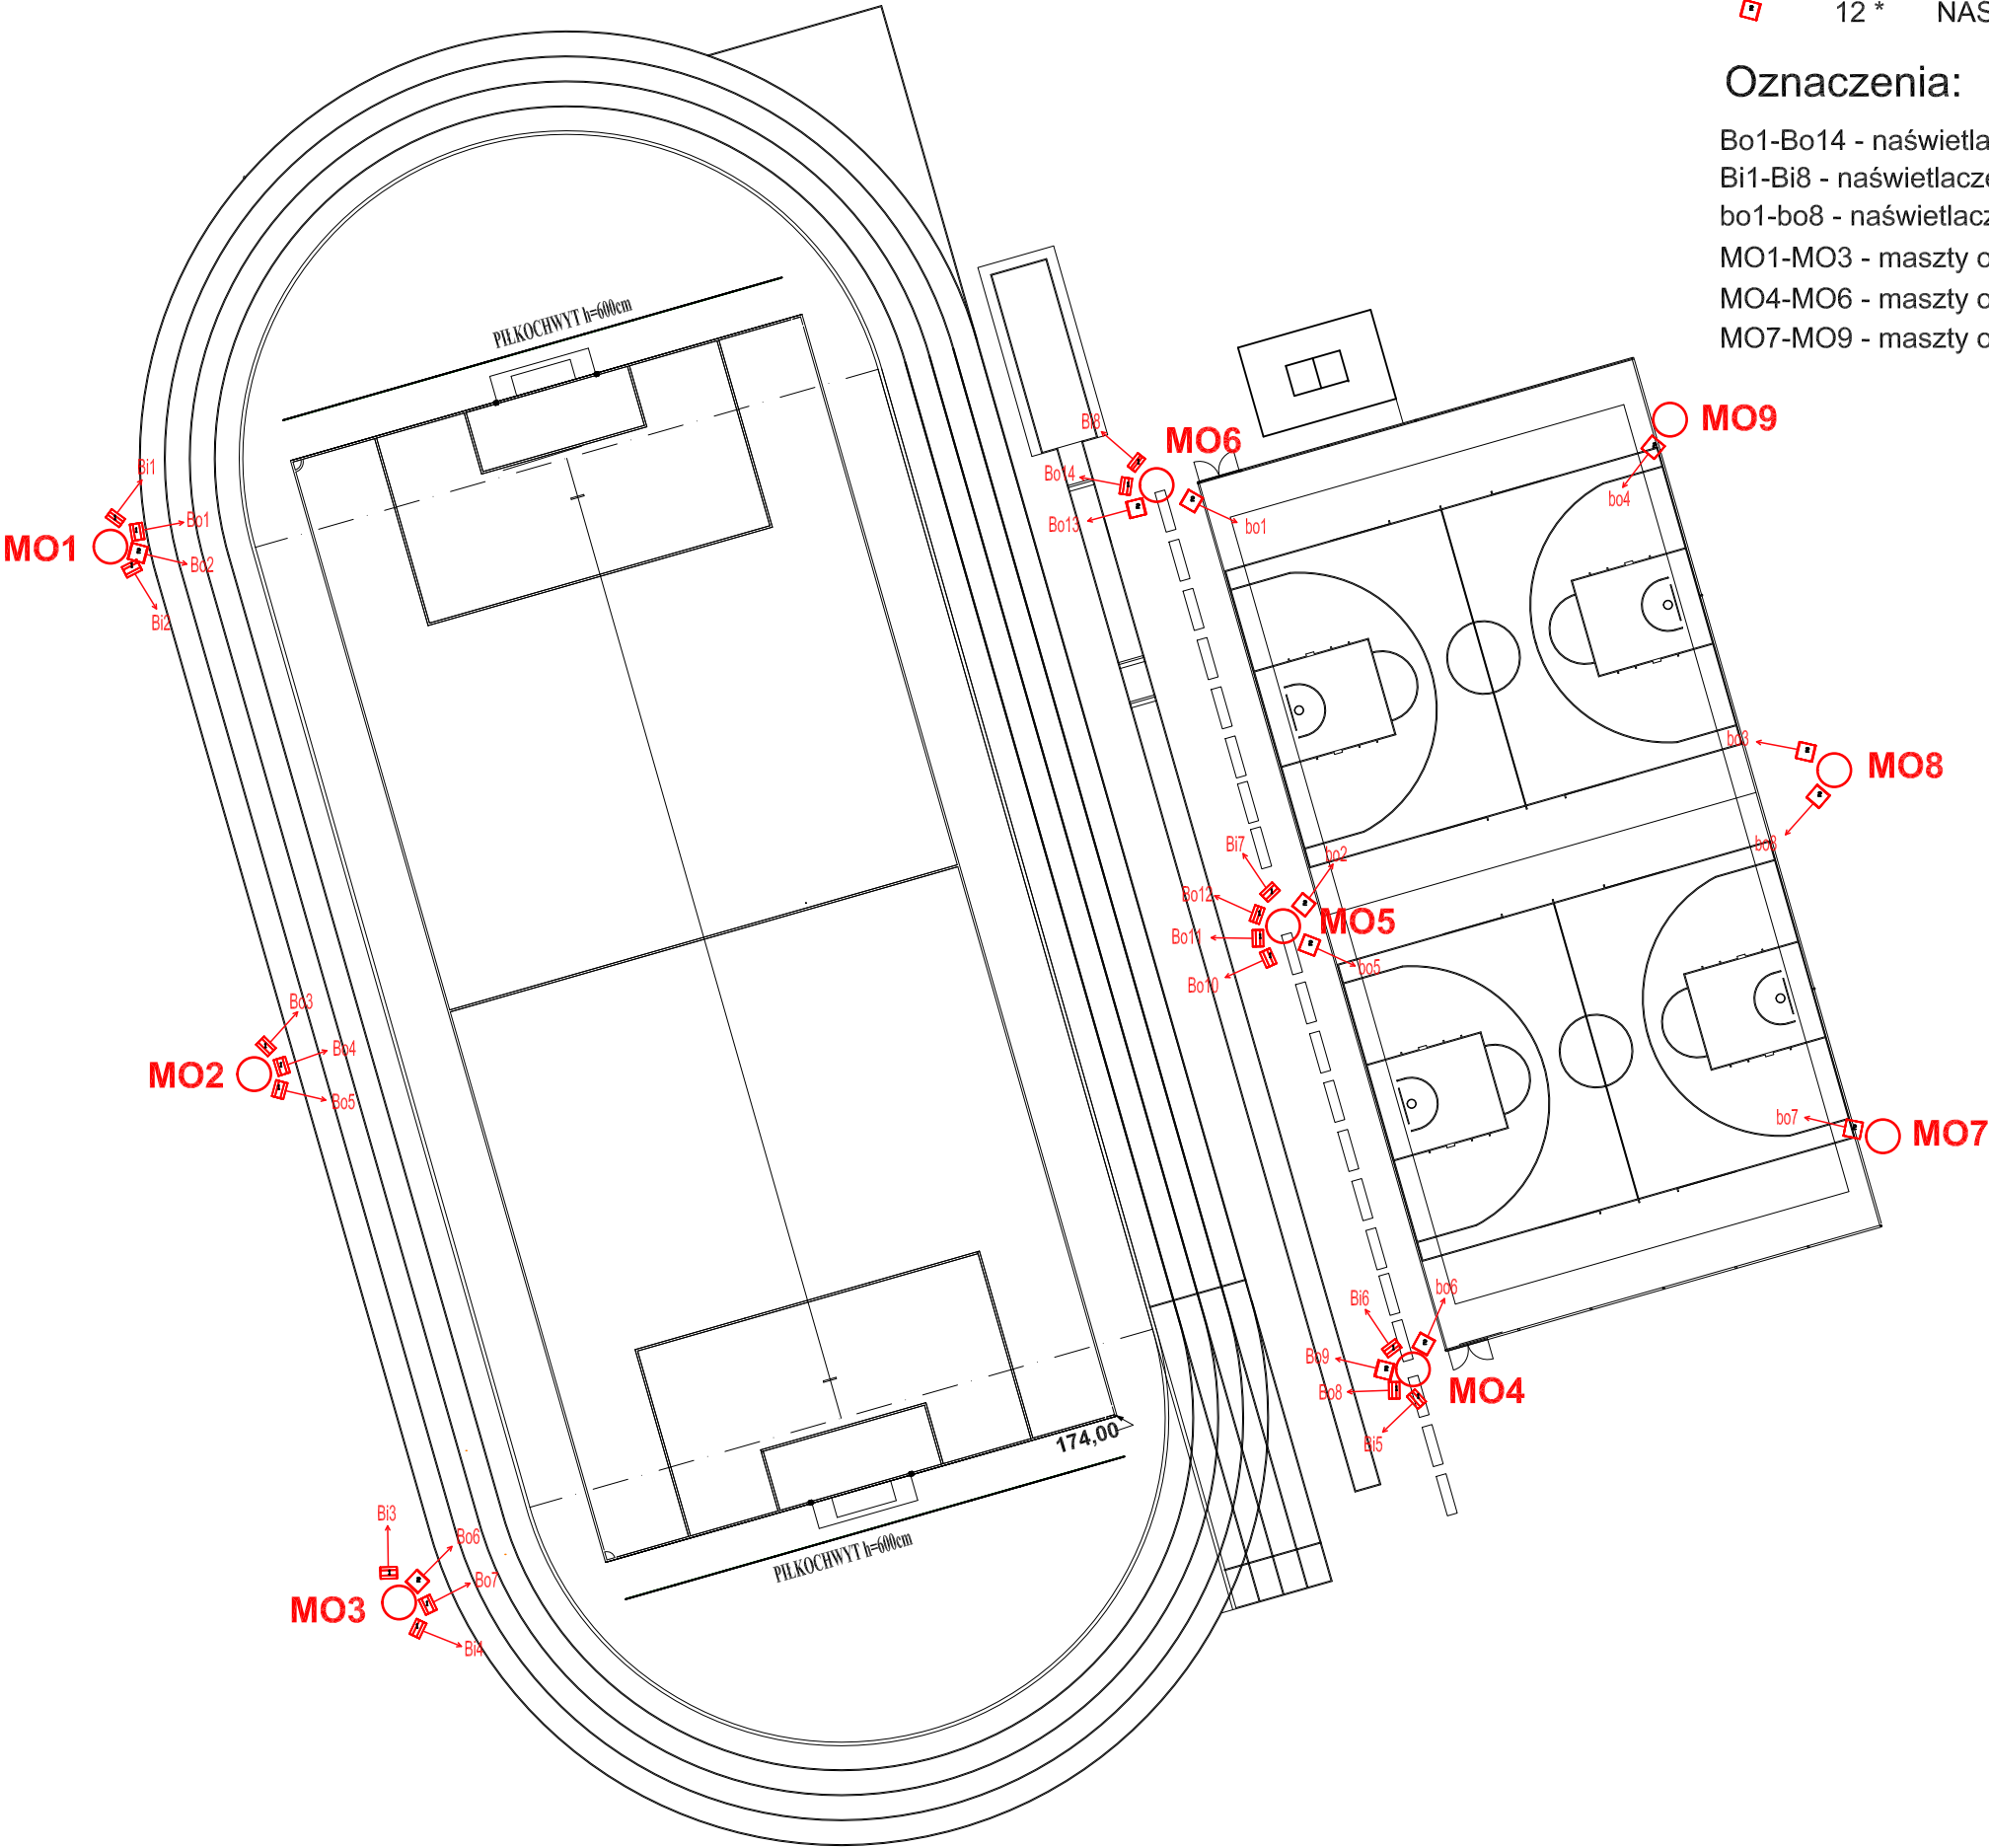 12 * NAS
Oznaczenia:
Bo1-Bo14 - naświetla
Bi1-Bi8 - naświetlacze
bo1-bo8 - naświetlacz
MO1-MO3 - maszty o
MO4-MO6 - maszty o
MO7-MO9 - maszty o
PIŁKOCHWYT h=600cm
MO9
bo4
Bi8
MO6
Bo14
Bo13
bo1
Bi1
Bo1
MO1
Bo2
Bi2
bo3
MO8
bo8
Bi7
bo2
Bo12
MO5
Bo11
bo5
Bo10
Bo3
Bo4
MO2
Bo5
bo7
MO7
Bi6
bo6
Bo9
Bo8
MO4
Bi5
174,00
PIŁKOCHWYT h=600cm
Bi3
Bo6
Bo7
MO3
Bi4